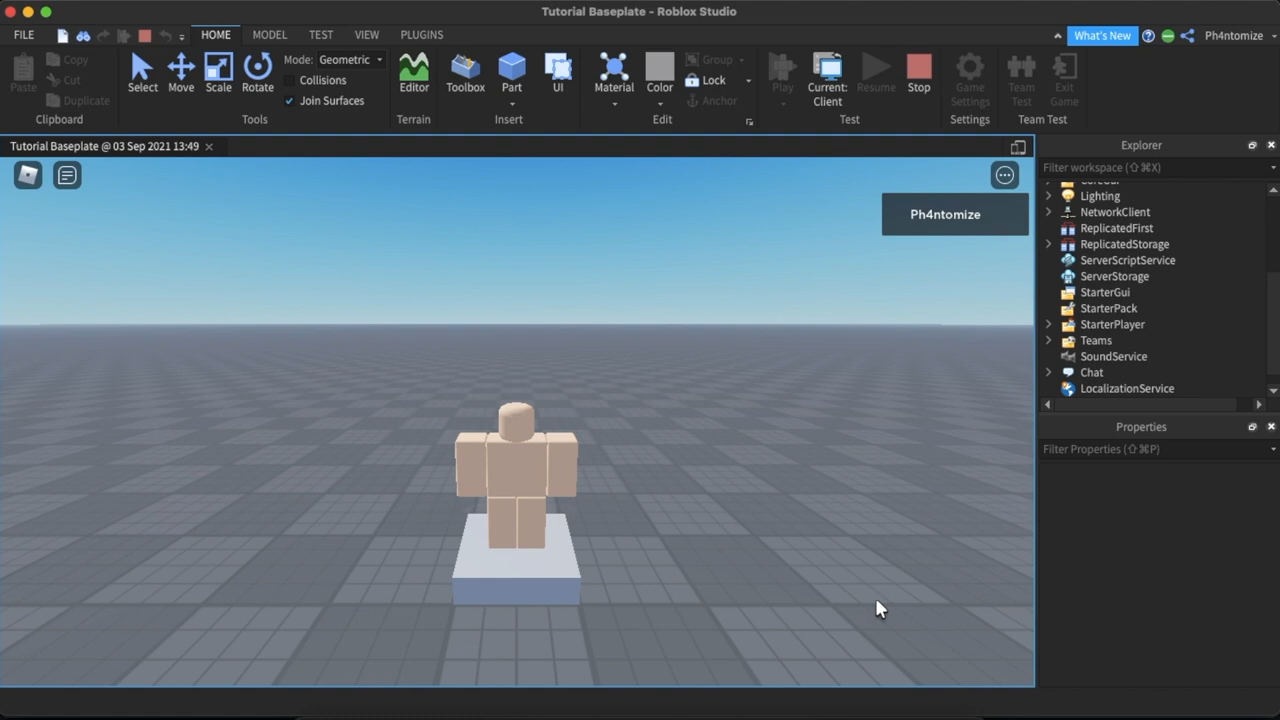 Tutorial Baseplate - Roblox Studio
FILE HOME MODEL TEST VIEW PLUGINS What's New Ph4ntomize
Paste Copy Cut Duplicate
Select Move Scale Rotate
Mode: Geometric
Collisions
Join Surfaces
Editor Toolbox Part UI
Material Color
Group
Lock
Anchor
Play Current: Client Resume Stop
Game Settings Team Test Exit Game
Clipboard Tools Terrain Insert Edit Test Settings Team Test
Tutorial Baseplate @ 03 Sep 2021 13:49
Ph4ntomize
Explorer
Filter workspace (⇧⌘X)
CoreGui
Lighting
NetworkClient
ReplicatedFirst
ReplicatedStorage
ServerScriptService
ServerStorage
StarterGui
StarterPack
StarterPlayer
Teams
SoundService
Chat
LocalizationService
Properties
Filter Properties (⇧⌘P)